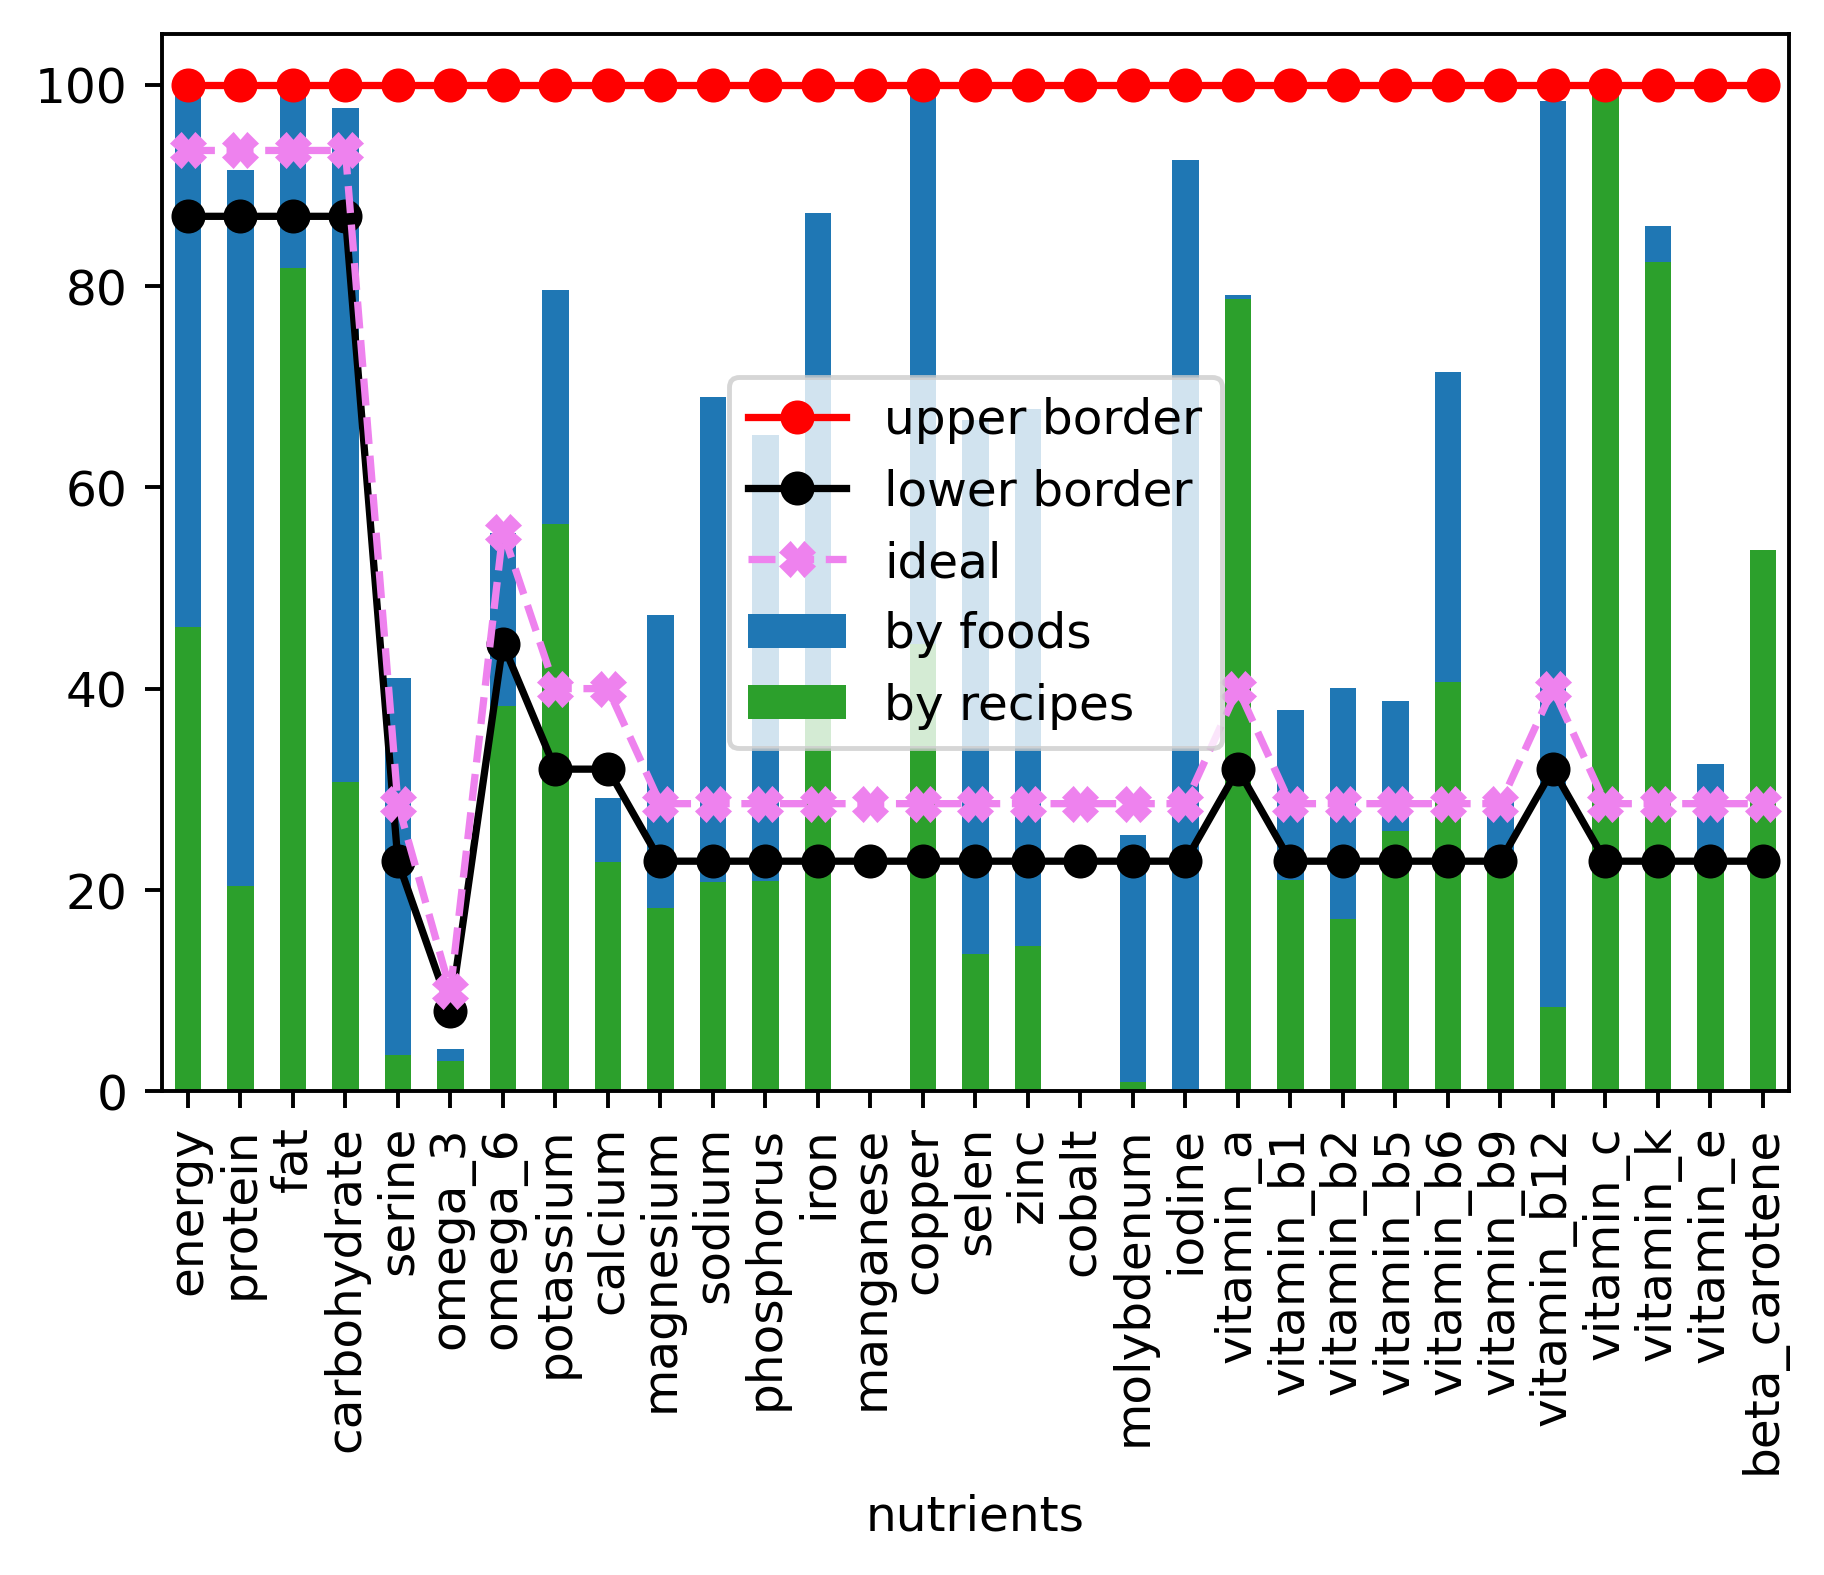 100
80
60
40
20
0
upper border
lower border
ideal
by foods
by recipes
energy
protein
fat
carbohydrate
serine
omega_3
omega_6
potassium
calcium
magnesium
sodium
phosphorus
iron
manganese
copper
selen
zinc
cobalt
molybdenum
iodine
vitamin_a
vitamin_b1
vitamin_b2
vitamin_b5
vitamin_b6
vitamin_b9
vitamin_b12
vitamin_c
vitamin_k
vitamin_e
beta_carotene
nutrients